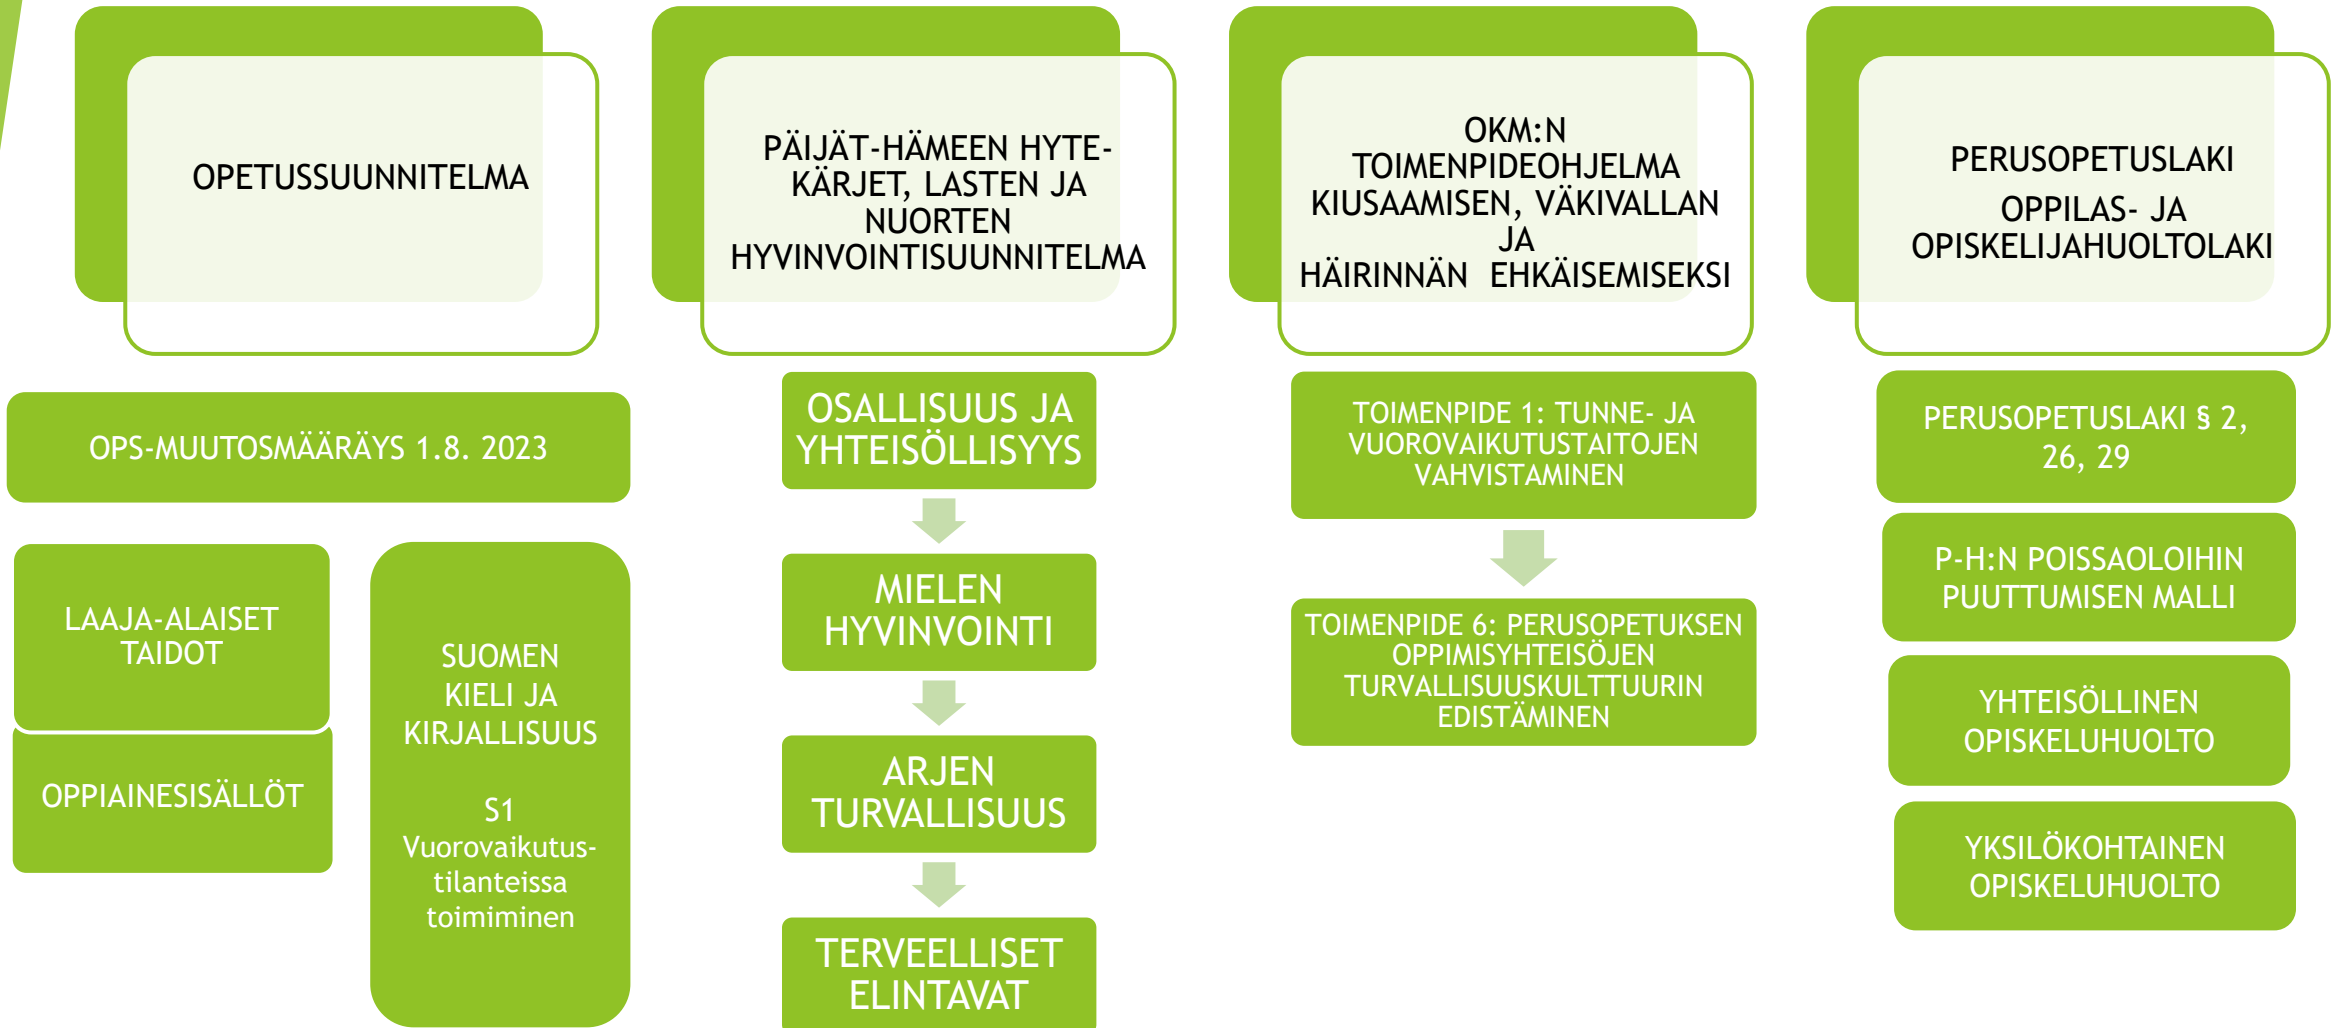 OPETUSSUUNNITELMA
OPS-MUUTOSMÄÄRÄYS 1.8. 2023
LAAJA-ALAISET
TAIDOT
OPPIAINESISÄLLÖT
SUOMEN
KIELI JA
KIRJALLISUUS
S1
Vuorovaikutus-
tilanteissa
toimiminen
PÄIJÄT-HÄMEEN HYTE-
KÄRJET, LASTEN JA
NUORTEN
HYVINVOINTISUUNNITELMA
OSALLISUUS JA
YHTEISÖLLISYYS
MIELEN
HYVINVOINTI
ARJEN
TURVALLISUUS
TERVEELLISET
ELINTAVAT
OKM:N
TOIMENPIDEOHJELMA
KIUSAAMISEN, VÄKIVALLAN
JA
HÄIRINNÄN EHKÄISEMISEKSI
TOIMENPIDE 1: TUNNE- JA
VUOROVAIKUTUSTAITOJEN
VAHVISTAMINEN
TOIMENPIDE 6: PERUSOPETUKSEN
OPPIMISYHTEISÖJEN
TURVALLISUUSKULTTUURIN
EDISTÄMINEN
PERUSOPETUSLAKI
OPPILAS- JA
OPISKELIJAHUOLTOLAKI
PERUSOPETUSLAKI § 2,
26, 29
P-H:N POISSAOLOIHIN
PUUTTUMISEN MALLI
YHTEISÖLLINEN
OPISKELUHUOLTO
YKSILÖKOHTAINEN
OPISKELUHUOLTO